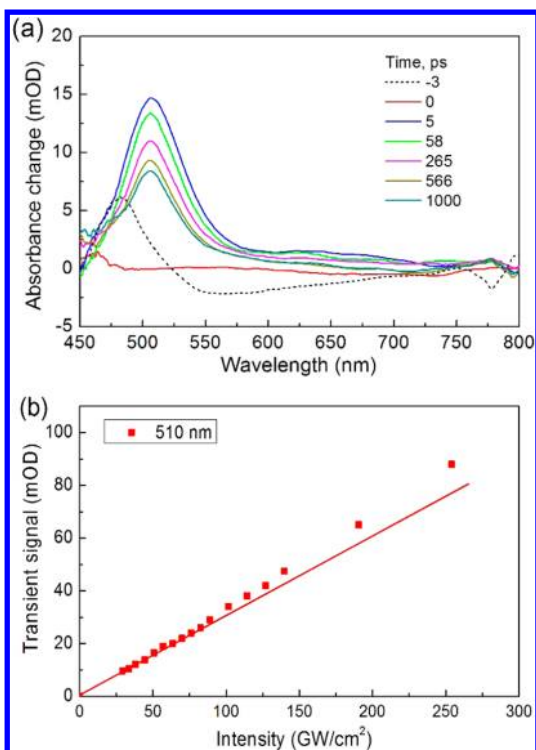 (a)
20
15
10
5
0
-5
Absorbance change (mOD)
Time, ps
-3
0
5
58
265
566
1000
450 500 550 600 650 700 750 800
Wavelength (nm)
(b)
100
80
60
40
20
0
Transient signal (mOD)
510 nm
0 50 100 150 200 250 300
Intensity (GW/cm²)